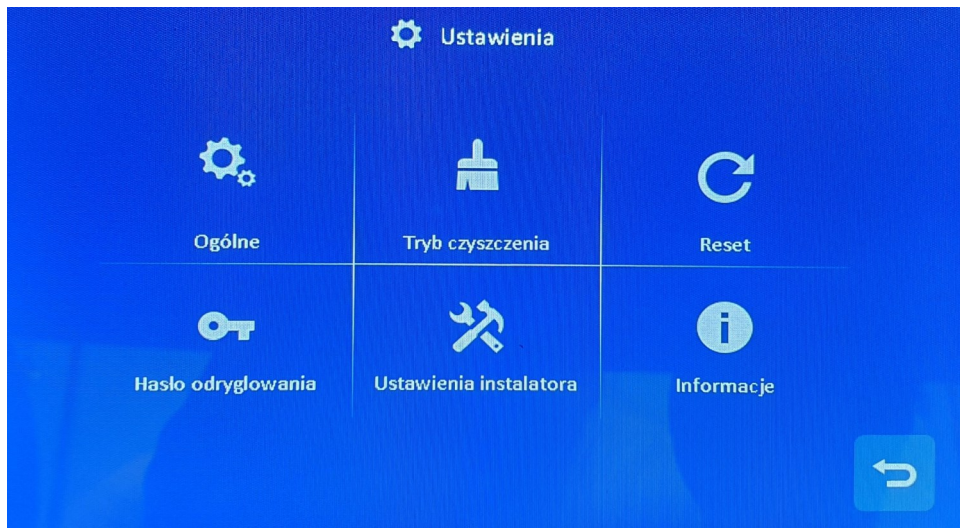 Ustawienia
Ogólne
Tryb czyszczenia
Reset
Hasło odryglowania
Ustawienia instalatora
Informacje